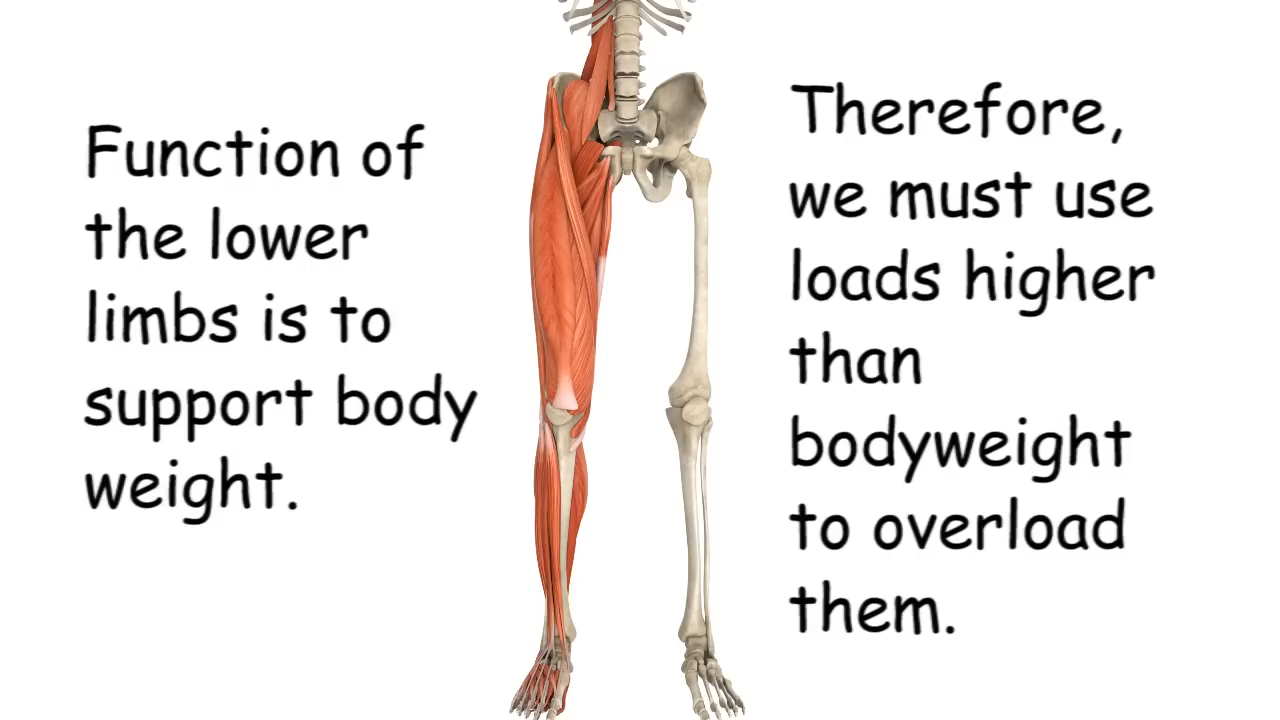 Function of
the lower
limbs is to
support body
weight.
Therefore,
we must use
loads higher
than
bodyweight
to overload
them.